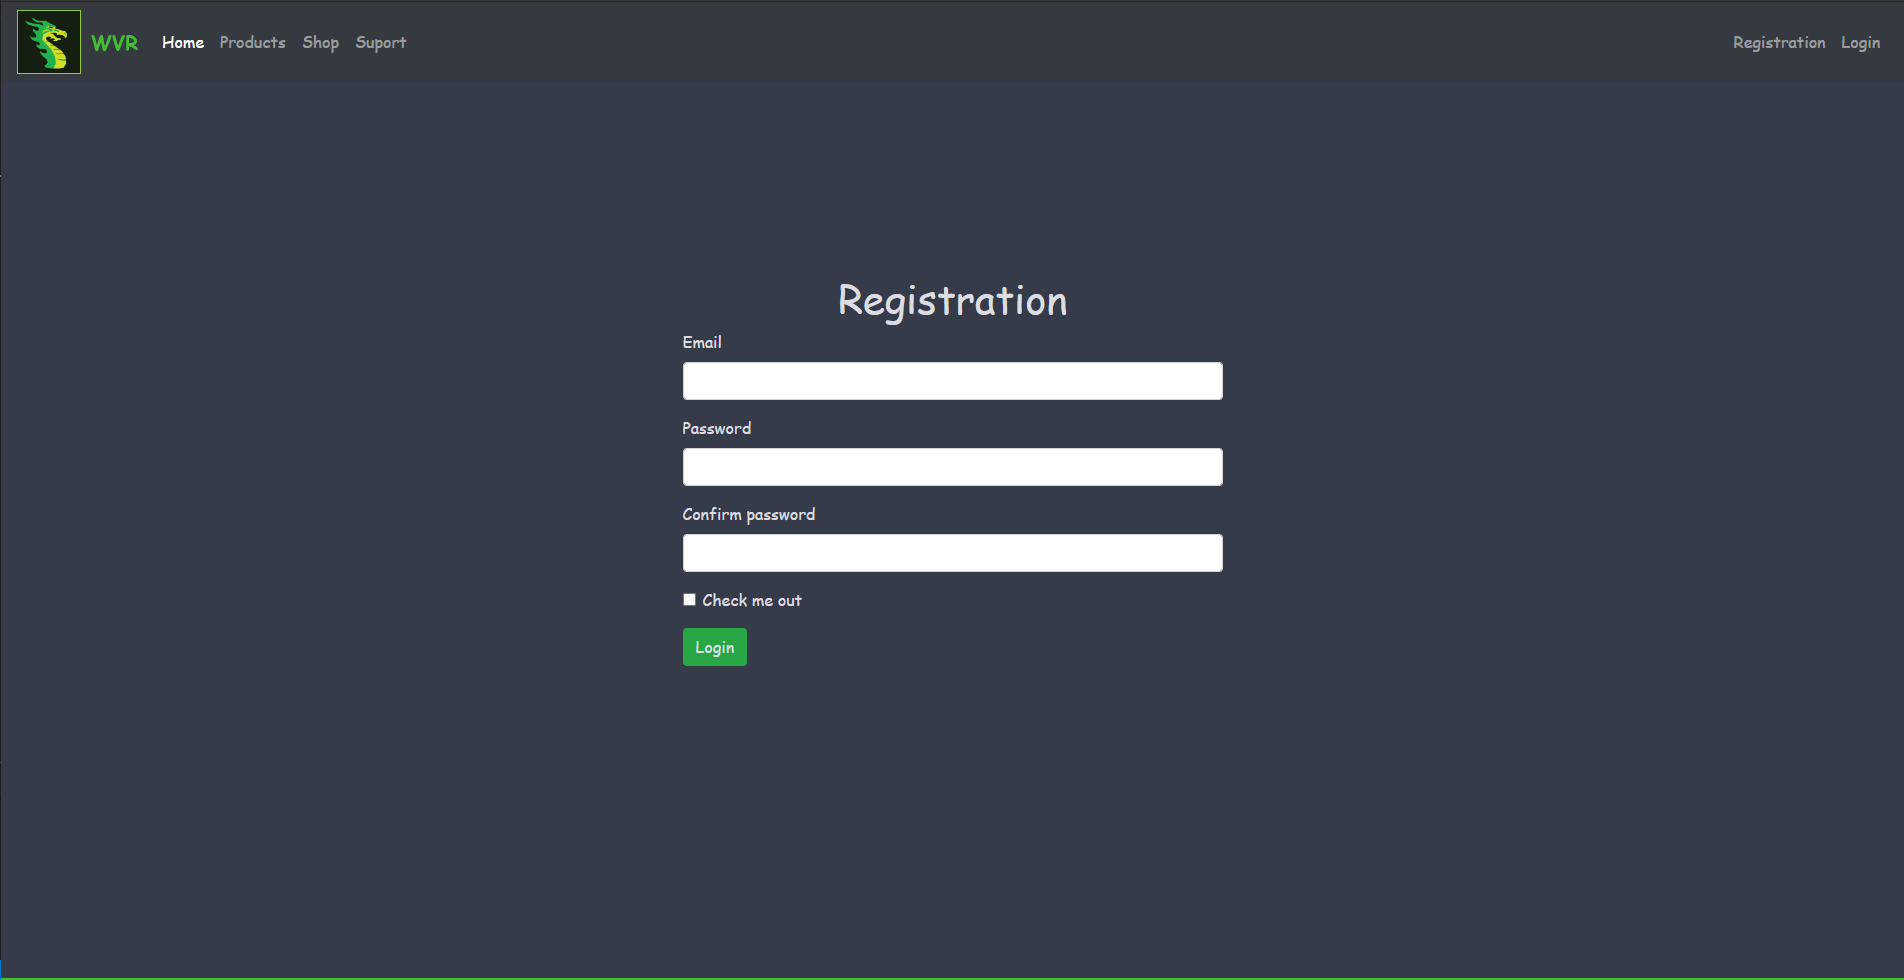 WVR Home Products Shop Suport Registration Login
Registration
Email
Password
Confirm password
Check me out
Login